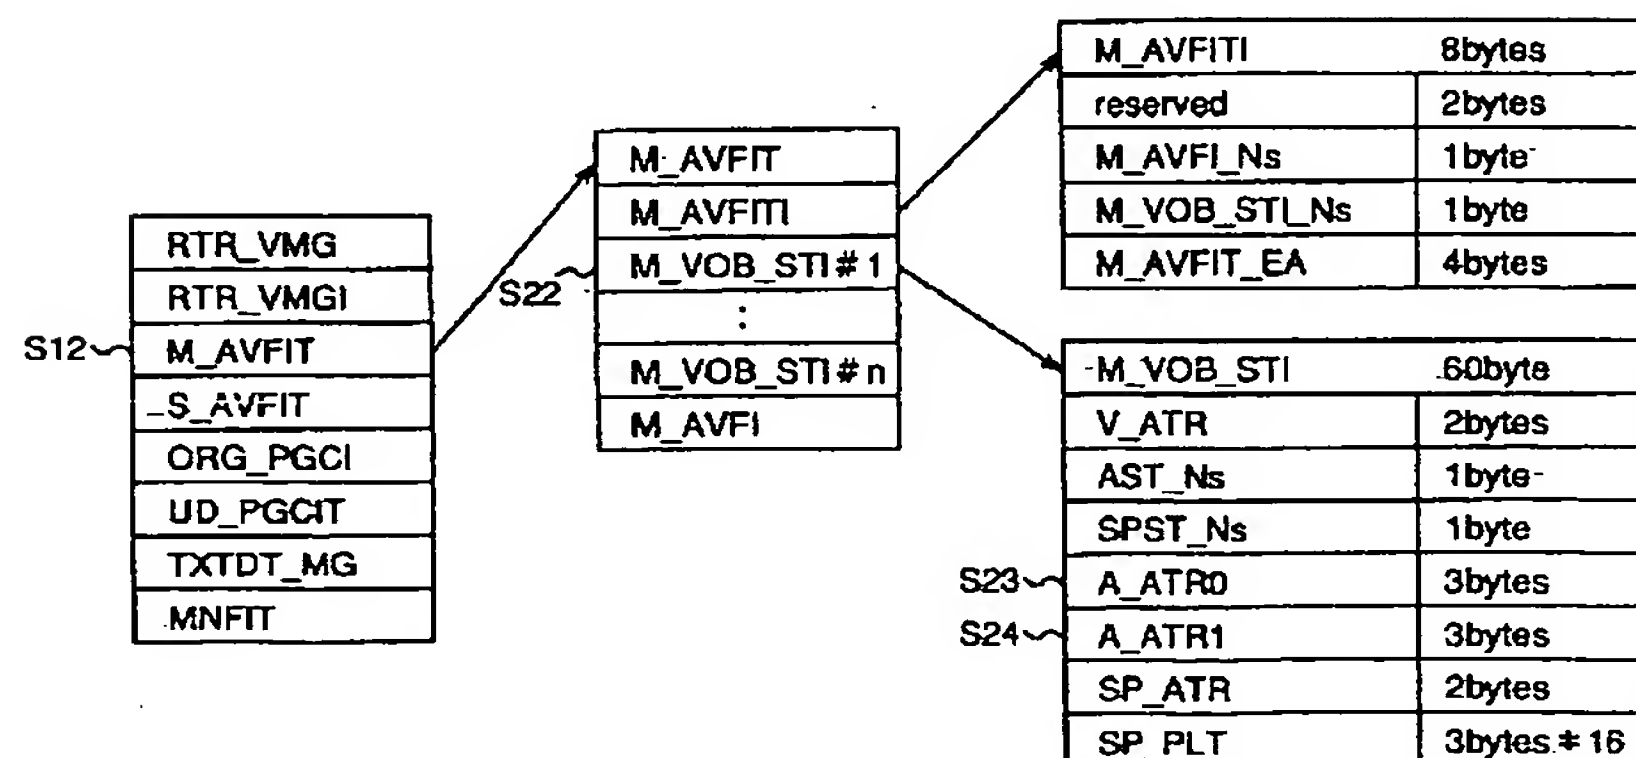 RTR_VMG
RTR_VMGI
S12
M_AVFIT
S_AVFIT
ORG_PGCI
UD_PGCIT
TXTDT_MG
MNFIT
M_AVFIT
M_AVFITI
S22
M_VOB_STI#1
:
M_VOB_STI#n
M_AVFI
M_AVFITI 8bytes
reserved 2bytes
M_AVFI_Ns 1byte
M_VOB_STI_Ns 1byte
M_AVFIT_EA 4bytes
M_VOB_STI 60byte
V_ATR 2bytes
AST_Ns 1byte
SPST_Ns 1byte
S23 A_ATR0 3bytes
S24 A_ATR1 3bytes
SP_ATR 2bytes
SP_PLT 3bytes*16